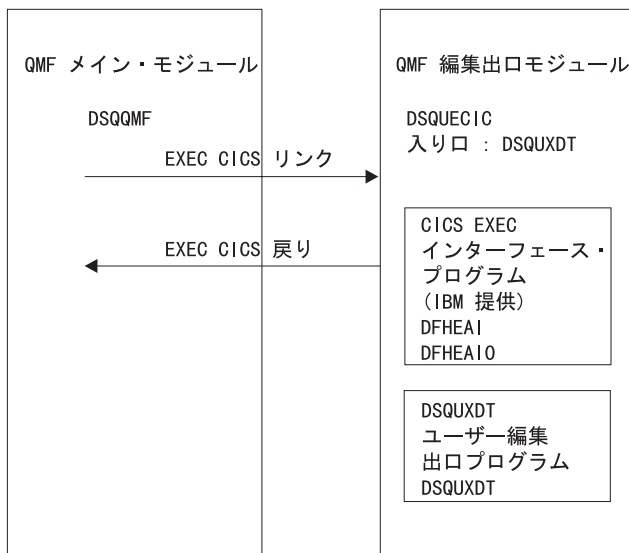 QMF メイン・モジュール
DSQQMF
EXEC CICS リンク
EXEC CICS 戻り
QMF 編集出口モジュール
DSQUECIC
入り口 : DSQUXDT
CICS EXEC
インターフェース・
プログラム
(IBM 提供)
DFHEAI
DFHEAI0
DSQUXDT
ユーザー編集
出口プログラム
DSQUXDT